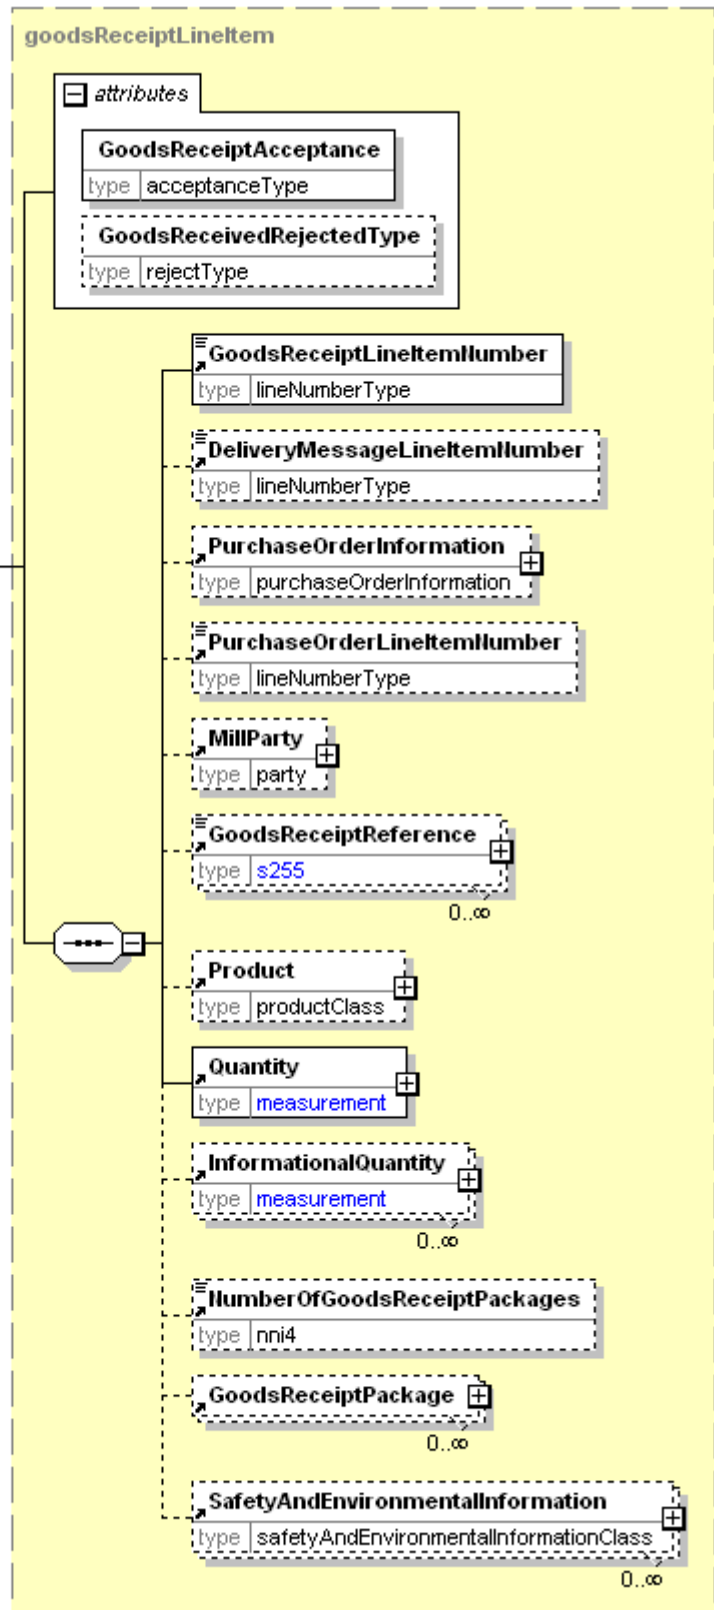 goodsReceiptLineItem
attributes
GoodsReceiptAcceptance
type acceptanceType
GoodsReceivedRejectedType
type rejectType
GoodsReceiptLineItemNumber
type lineNumberType
DeliveryMessageLineItemNumber
type lineNumberType
PurchaseOrderInformation
type purchaseOrderInformation
PurchaseOrderLineItemNumber
type lineNumberType
MillParty
type party
GoodsReceiptReference
type s255
0..∞
Product
type productClass
Quantity
type measurement
InformationalQuantity
type measurement
0..∞
NumberOfGoodsReceiptPackages
type nni4
GoodsReceiptPackage
0..∞
SafetyAndEnvironmentalInformation
type safetyAndEnvironmentalInformationClass
0..∞